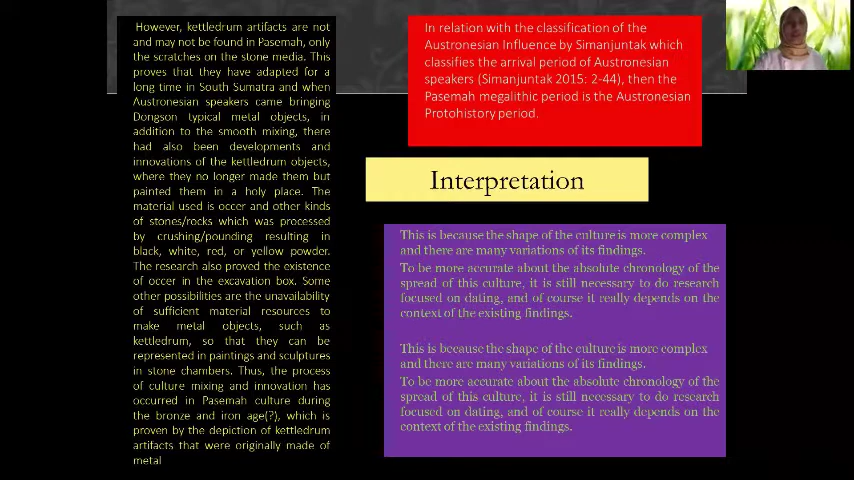 However, kettledrum artifacts are not
and may not be found in Pasemah, only
the scratches on the stone media. This
proves that they have adapted for a
long time in South Sumatra and when
Austronesian speakers came bringing
Dongson typical metal objects, in
addition to the smooth mixing, there
had also been developments and
innovations of the kettledrum objects,
where they no longer made them but
painted them in a holy place. The
material used is occer and other kinds
of stones/rocks which was processed
by crushing/pounding resulting in
black, white, red, or yellow powder.
The research also proved the existence
of occer in the excavation box. Some
other possibilities are the unavailability
of sufficient material resources to
make metal objects, such as
kettledrum, so that they can be
represented in paintings and sculptures
in stone chambers. Thus, the process
of culture mixing and innovation has
occurred in Pasemah culture during
the bronze and iron age(?), which is
proven by the depiction of kettledrum
artifacts that were originally made of
metal
In relation with the classification of the
Austronesian Influence by Simanjuntak which
classifies the arrival period of Austronesian
speakers (Simanjuntak 2015: 2-44), then the
Pasemah megalithic period is the Austronesian
Protohistory period.
Interpretation
This is because the shape of the culture is more complex
and there are many variations of its findings.
To be more accurate about the absolute chronology of the
spread of this culture, it is still necessary to do research
focused on dating, and of course it really depends on the
context of the existing findings.
This is because the shape of the culture is more complex
and there are many variations of its findings.
To be more accurate about the absolute chronology of the
spread of this culture, it is still necessary to do research
focused on dating, and of course it really depends on the
context of the existing findings.